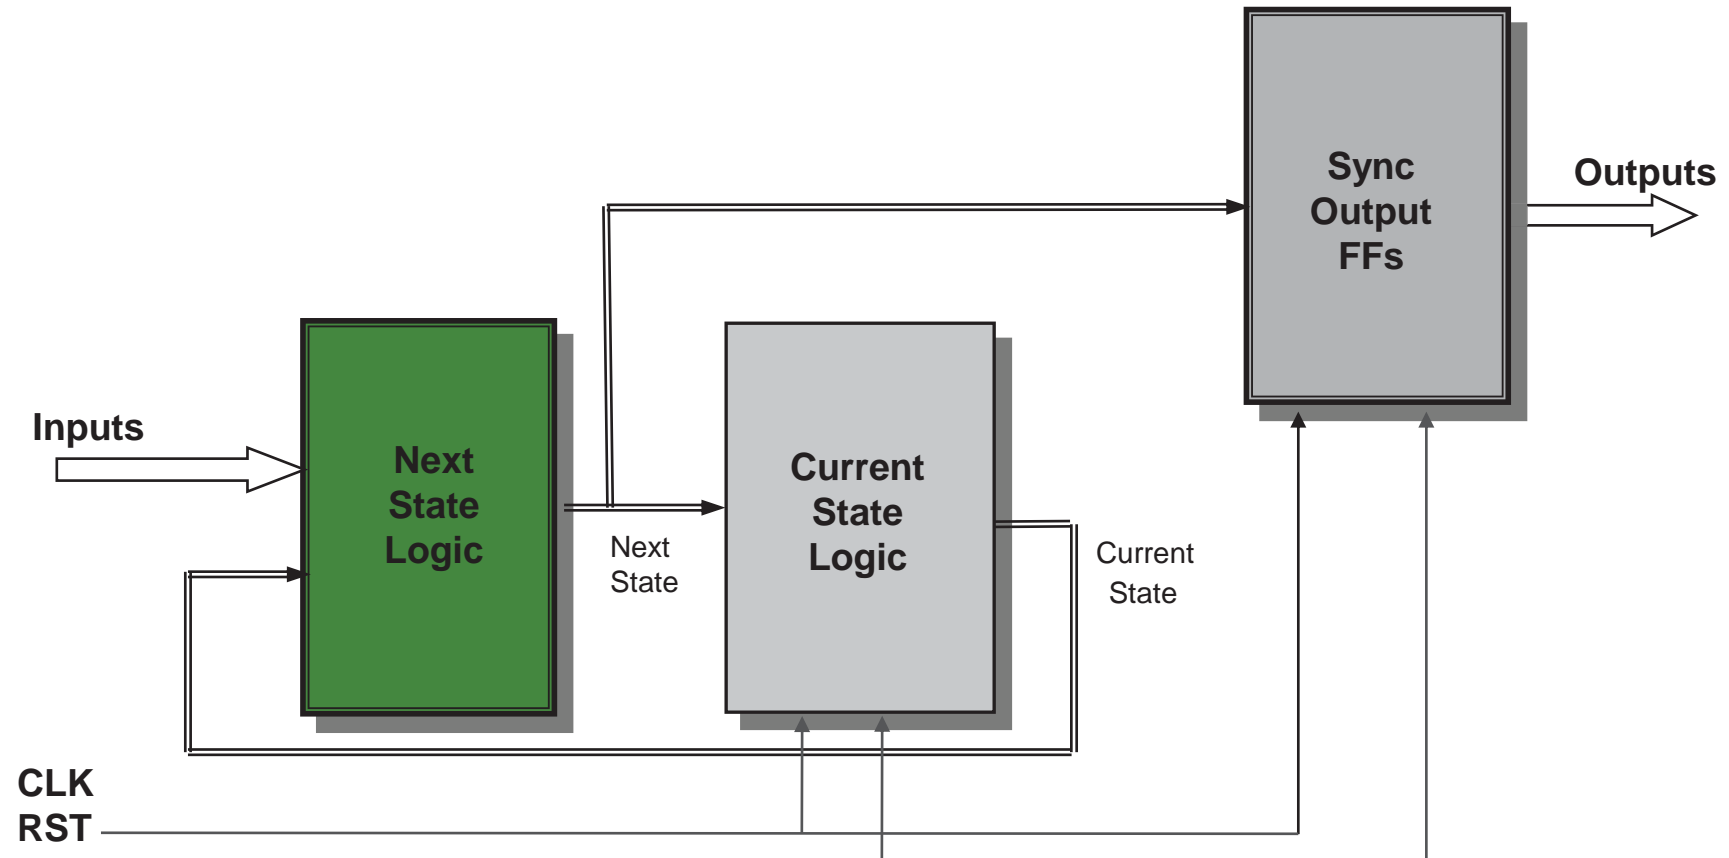 Sync
Output
FFs
Outputs
Inputs
Next
State
Logic
Next
State
Current
State
Logic
Current
State
CLK
RST